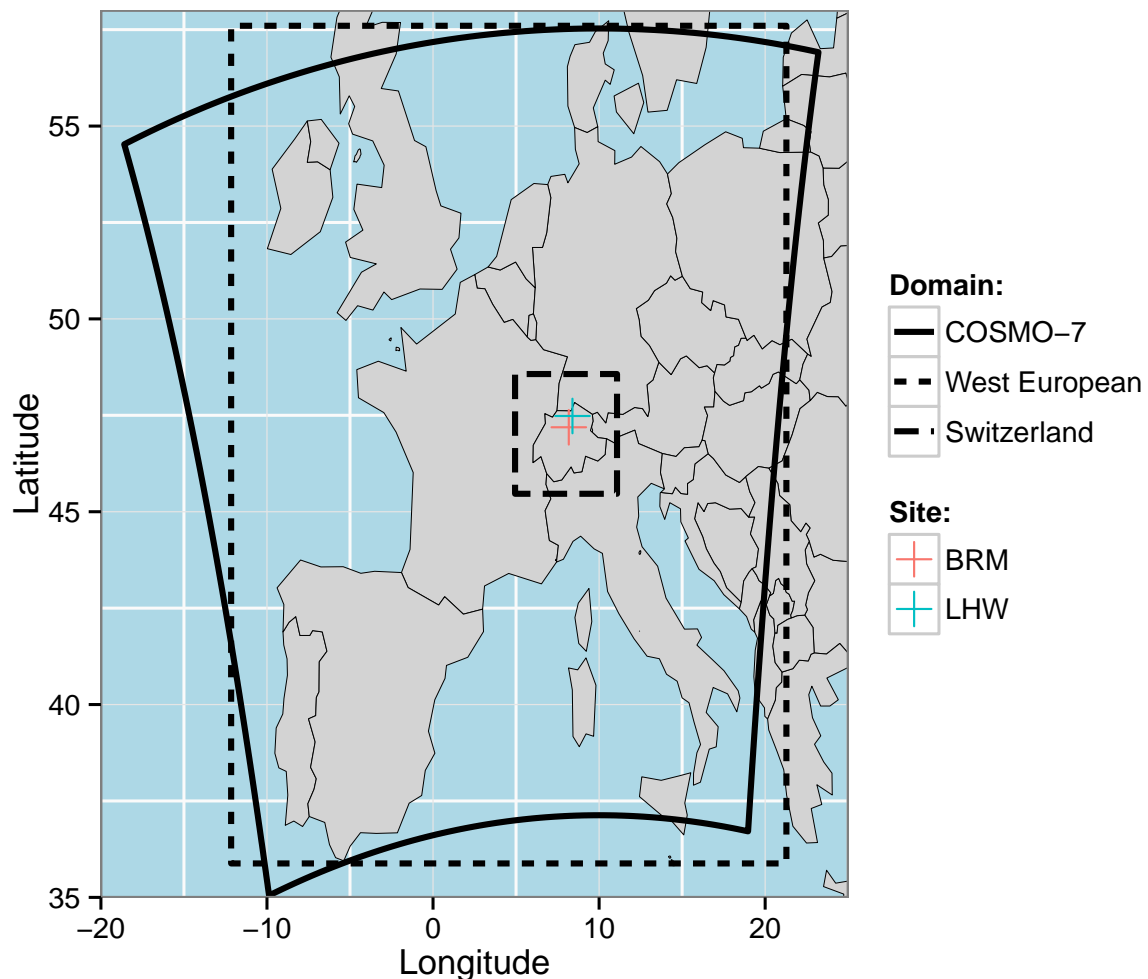 55
50
45
40
35
−20
−10
0
10
20
Latitude
Longitude
Domain:
COSMO−7
West European
Switzerland
Site:
BRM
LHW